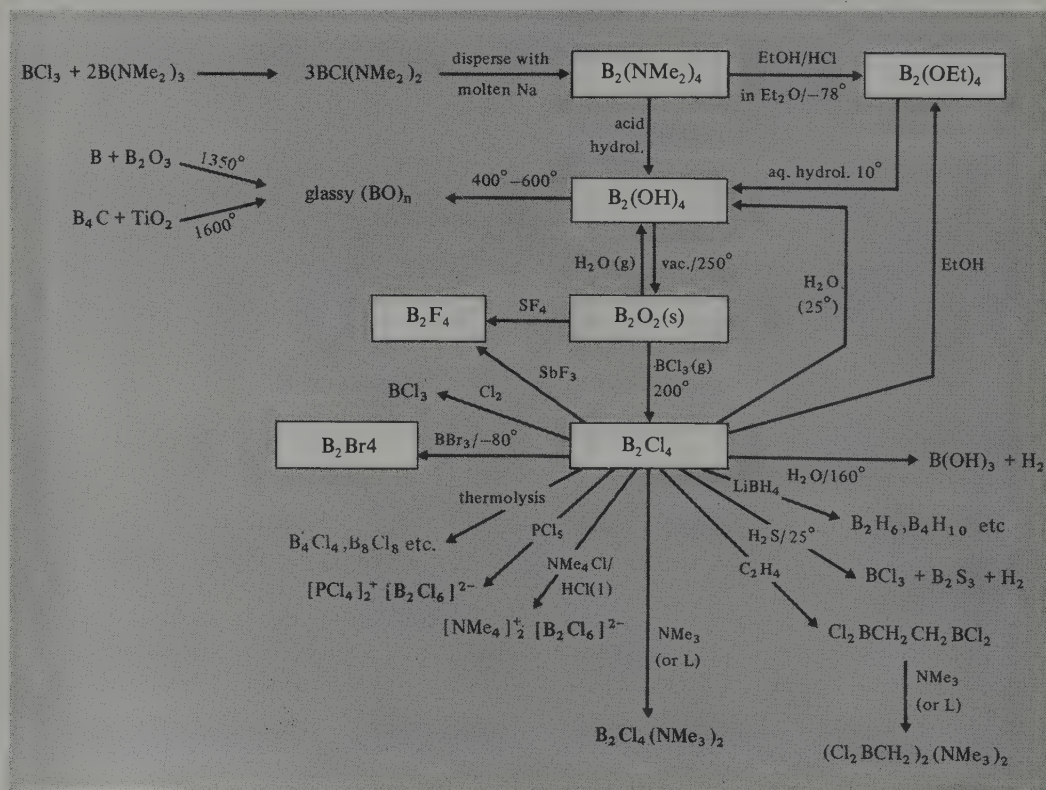 BCl₃ + 2B(NMe₂)₃
3BCl(NMe₂)₂
disperse with
molten Na
B₂(NMe₂)₄
EtOH/HCl
in Et₂O/−78°
B₂(OEt)₄
acid
hydrol.
B + B₂O₃
1350°
B₄C + TiO₂
1600°
glassy (BO)ₙ
400°−600°
B₂(OH)₄
aq. hydrol. 10°
H₂O (g)
vac./250°
H₂O
(25°)
EtOH
B₂F₄
SF₄
B₂O₂(s)
SbF₃
BCl₃(g)
200°
BCl₃
Cl₂
B₂Br4
BBr₃/−80°
B₂Cl₄
H₂O/160°
B(OH)₃ + H₂
thermolysis
B₄Cl₄, B₈Cl₈ etc.
LiBH₄
B₂H₆, B₄H₁₀ etc
PCl₅
[PCl₄]₂⁺ [B₂Cl₆]²⁻
H₂S/25°
BCl₃ + B₂S₃ + H₂
NMe₄Cl/
HCl(1)
[NMe₄]₂⁺ [B₂Cl₆]²⁻
C₂H₄
Cl₂BCH₂CH₂BCl₂
NMe₃
(or L)
B₂Cl₄(NMe₃)₂
NMe₃
(or L)
(Cl₂BCH₂)₂(NMe₃)₂